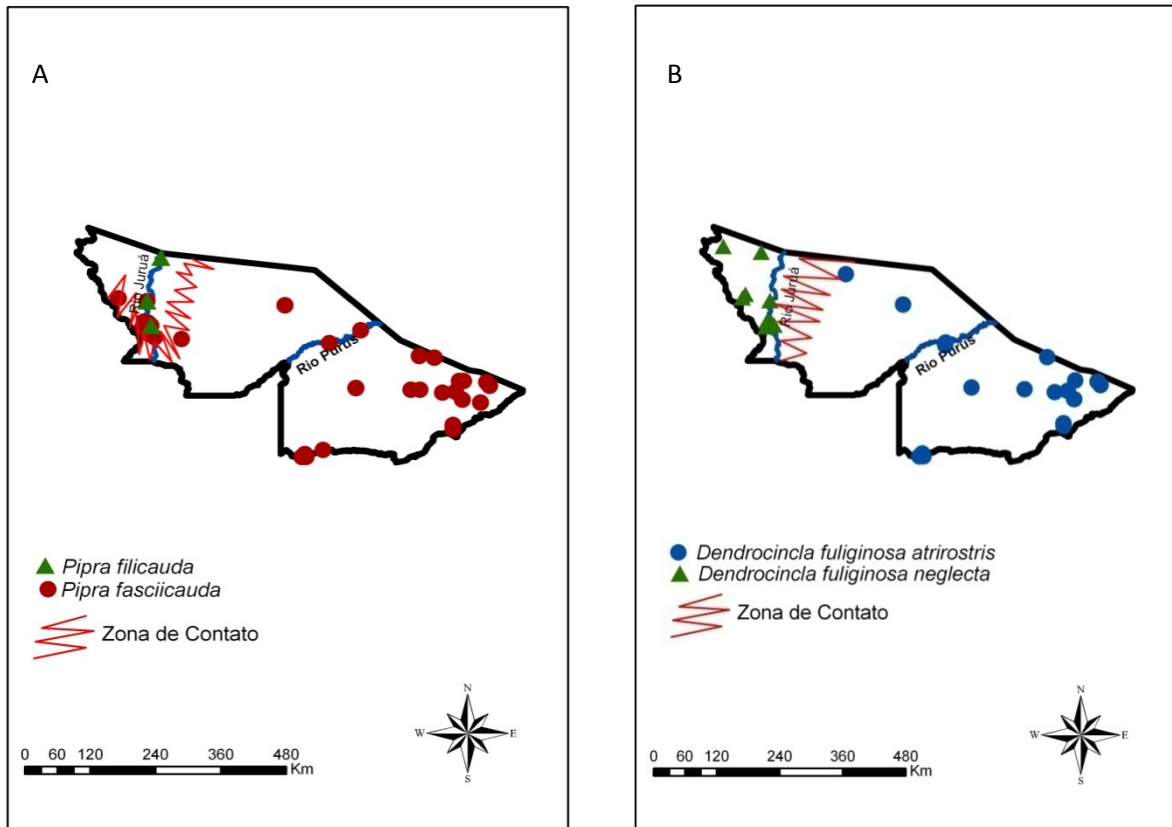 A
Rio Juruá
Rio Purus
Pipra filicauda
Pipra fasciicauda
Zona de Contato
N
W
E
S
0 60 120 240 360 480
Km
B
Rio Juruá
Rio Purus
Dendrocincla fuliginosa atrirostris
Dendrocincla fuliginosa neglecta
Zona de Contato
N
W
E
S
0 60 120 240 360 480
Km